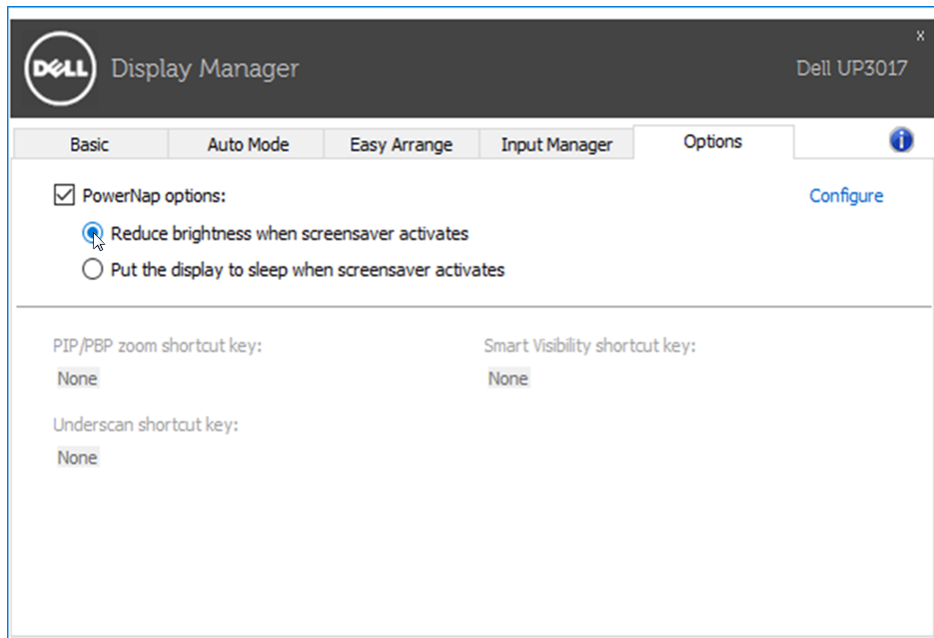 x
DELL
Display Manager
Dell UP3017
Basic Auto Mode Easy Arrange Input Manager Options i
PowerNap options: Configure
Reduce brightness when screensaver activates
Put the display to sleep when screensaver activates
PIP/PBP zoom shortcut key: Smart Visibility shortcut key:
None None
Underscan shortcut key:
None